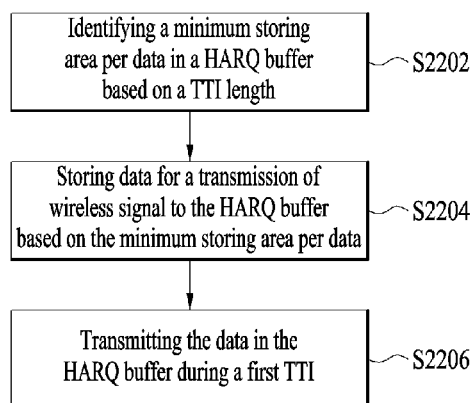 Identifying a minimum storing
area per data in a HARQ buffer
based on a TTI length
S2202
Storing data for a transmission of
wireless signal to the HARQ buffer
based on the minimum storing area per data
S2204
Transmitting the data in the
HARQ buffer during a first TTI
S2206